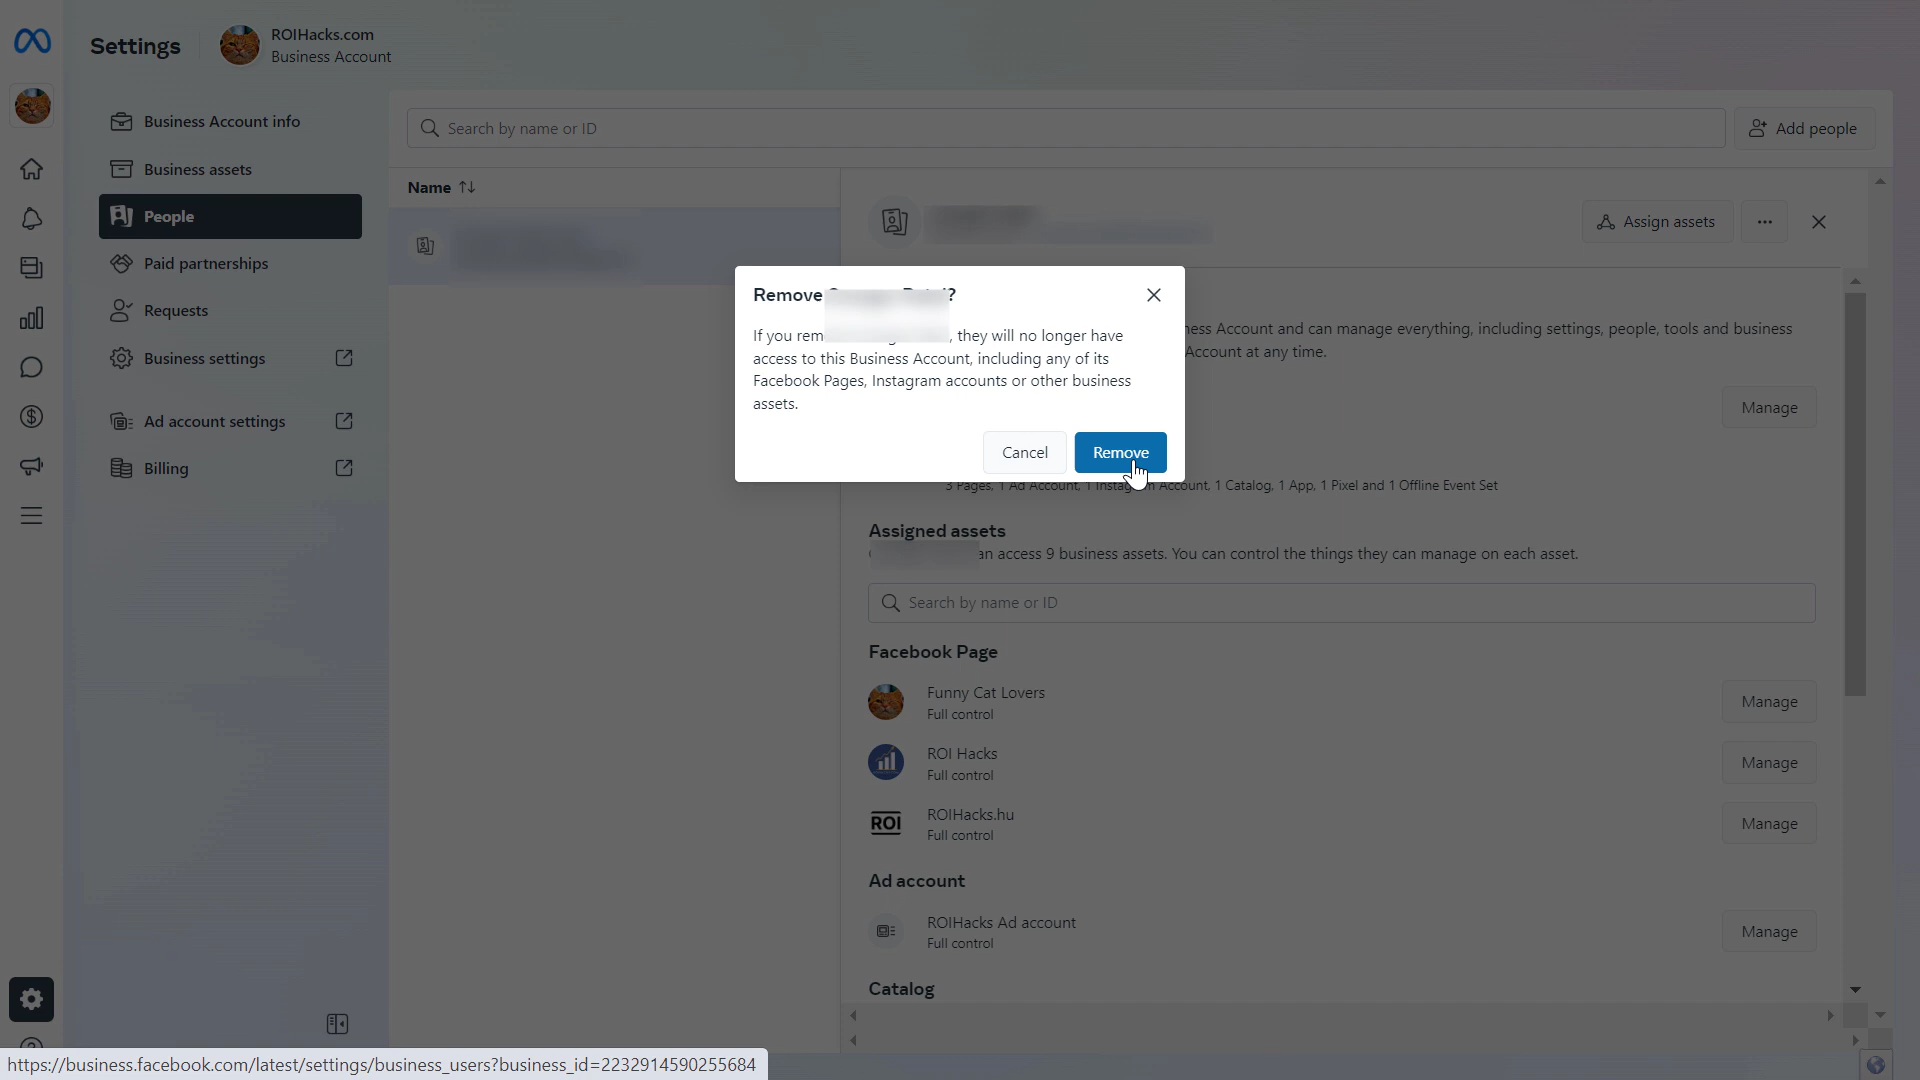 Settings
ROIHacks.com
Business Account
Business Account info
Business assets
People
Paid partnerships
Requests
Business settings
Ad account settings
Billing
Search by name or ID
Add people
Name
Assign assets
Remove ?
If you rem , they will no longer have
access to this Business Account, including any of its
Facebook Pages, Instagram accounts or other business
assets.
Cancel
Remove
ness Account and can manage everything, including settings, people, tools and business
Account at any time.
Manage
3 Pages, 1 Ad Account, 1 Instagram Account, 1 Catalog, 1 App, 1 Pixel and 1 Offline Event Set
Assigned assets
an access 9 business assets. You can control the things they can manage on each asset.
Search by name or ID
Facebook Page
Funny Cat Lovers
Full control
Manage
ROI Hacks
Full control
Manage
ROI
ROIHacks.hu
Full control
Manage
Ad account
ROIHacks Ad account
Full control
Manage
Catalog
https://business.facebook.com/latest/settings/business_users?business_id=2232914590255684